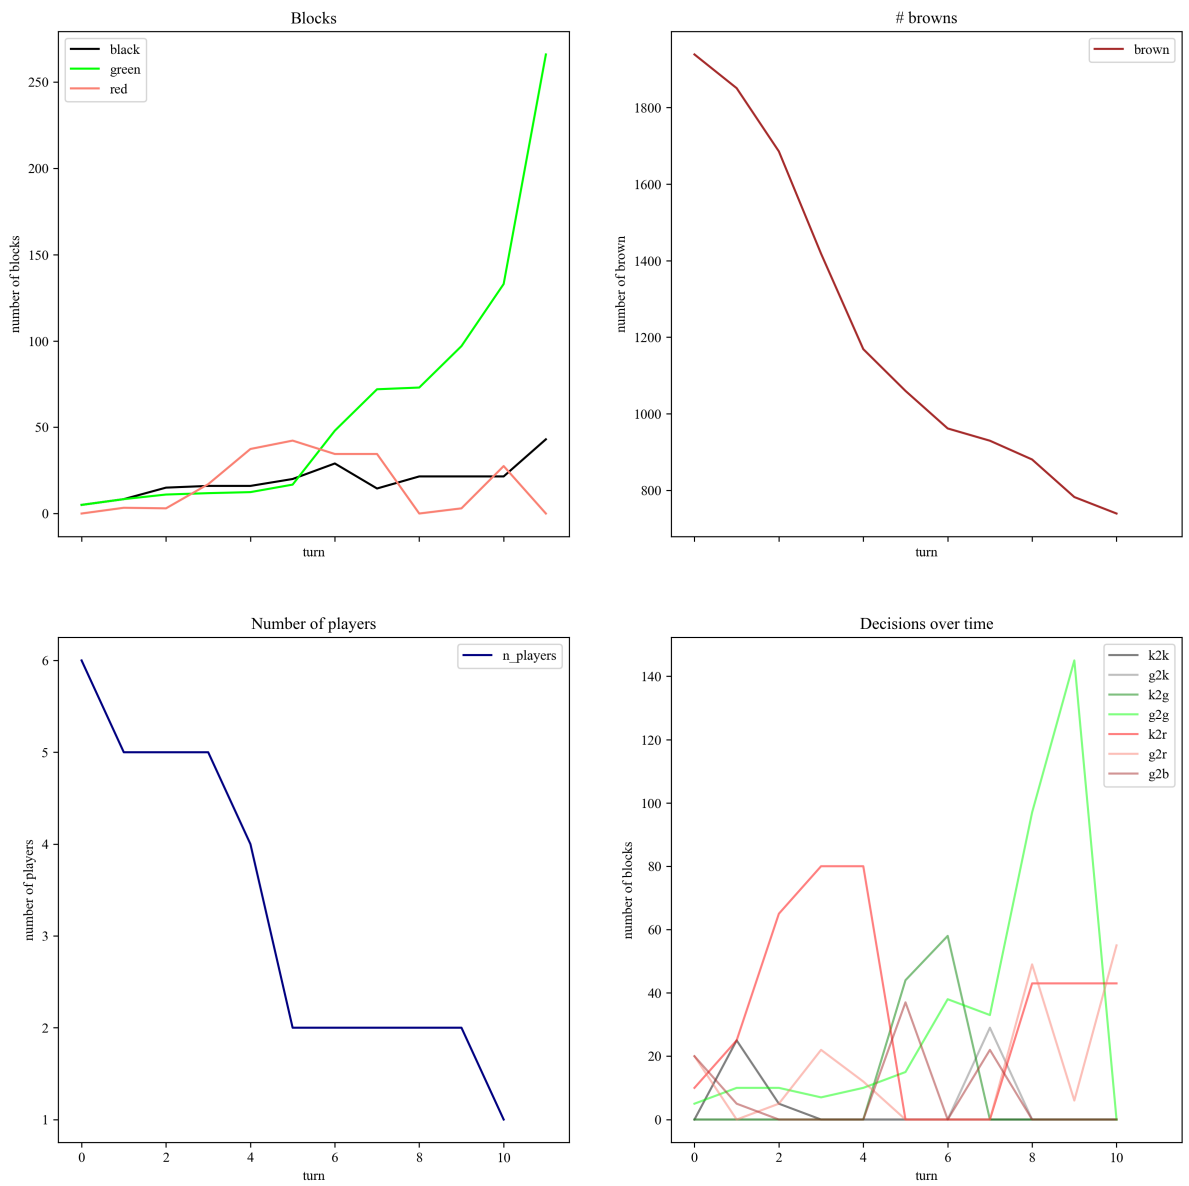 Blocks
black
green
red
250
200
150
100
50
0
number of blocks
turn
# browns
brown
1800
1600
1400
1200
1000
800
number of brown
turn
Number of players
n_players
6
5
4
3
2
1
number of players
0 2 4 6 8 10
turn
Decisions over time
k2k
g2k
k2g
g2g
k2r
g2r
g2b
140
120
100
80
60
40
20
0
number of blocks
0 2 4 6 8 10
turn